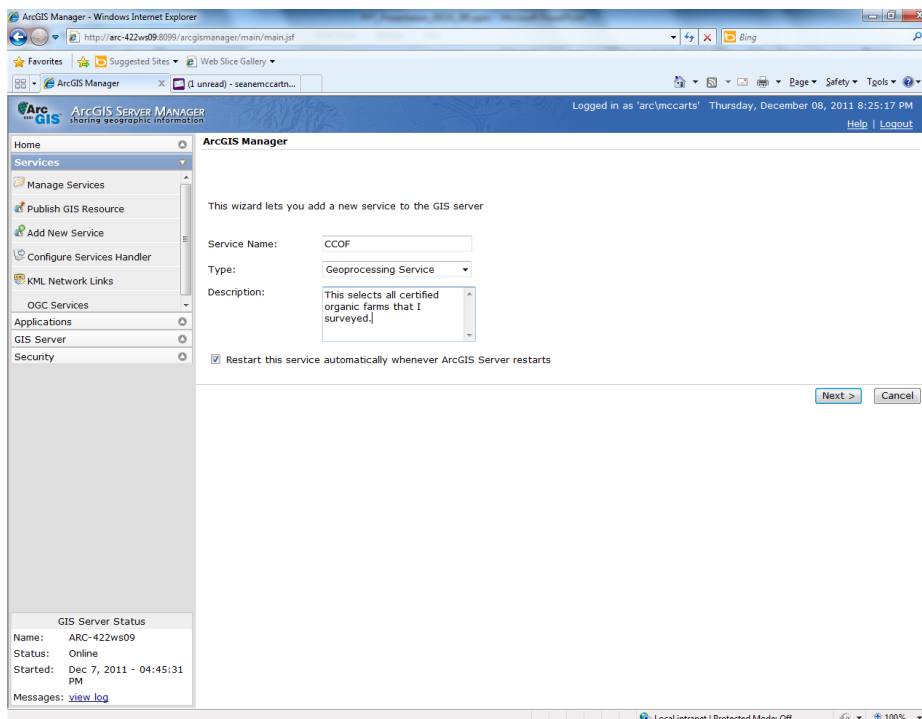 ArcGIS Manager - Windows Internet Explorer
http://arc-422ws09:8099/arcgismanager/main/main.jsf
Bing
Favorites
Suggested Sites
Web Slice Gallery
ArcGIS Manager
(1 unread) - seanemccartn...
Page
Safety
Tools
Arc GIS
ArcGIS Server Manager
sharing geographic information
Logged in as 'arc\mccarts' Thursday, December 08, 2011 8:25:17 PM
Help | Logout
Home
Services
Manage Services
Publish GIS Resource
Add New Service
Configure Services Handler
KML Network Links
OGC Services
Applications
GIS Server
Security
ArcGIS Manager
This wizard lets you add a new service to the GIS server
Service Name: CCOF
Type: Geoprocessing Service
Description: This selects all certified
organic farms that I
surveyed.
Restart this service automatically whenever ArcGIS Server restarts
Next >
Cancel
GIS Server Status
Name: ARC-422ws09
Status: Online
Started: Dec 7, 2011 - 04:45:31
PM
Messages: view log
Local intranet | Protected Mode: Off
100%